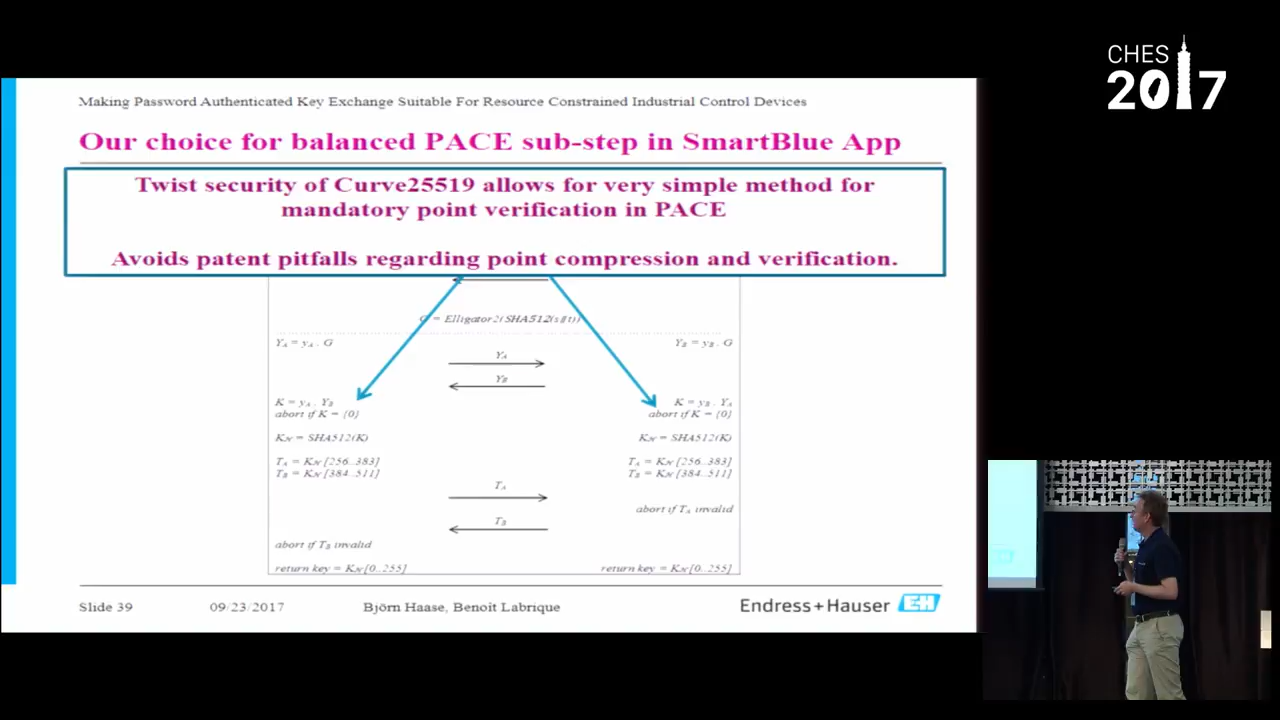 CHES
2017
Making Password Authenticated Key Exchange Suitable For Resource Constrained Industrial Control Devices
Our choice for balanced PACE sub-step in SmartBlue App
Twist security of Curve25519 allows for very simple method for
mandatory point verification in PACE
Avoids patent pitfalls regarding point compression and verification.
= Elligator2(SHA512(s||t))
Y_A = y_A . G
Y_B = y_B . G
Y_A
Y_B
K = y_A . Y_B
K = y_B . Y_A
abort if K = {0}
abort if K = {0}
K_N = SHA512(K)
K_N = SHA512(K)
T_A = K_N [256..383]
T_A = K_N [256..383]
T_B = K_N [384..511]
T_B = K_N [384..511]
T_A
abort if T_A invalid
T_B
abort if T_B invalid
return key = K_N [0..255]
return key = K_N [0..255]
Slide 39
09/23/2017
Björn Haase, Benoît Labrique
Endress+Hauser
EH